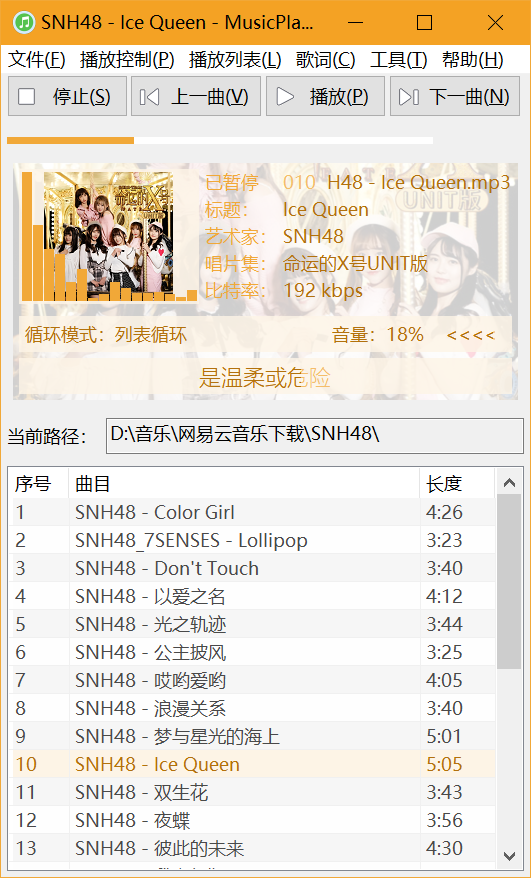 SNH48 - Ice Queen - MusicPla...
文件(F) 播放控制(P) 播放列表(L) 歌词(C) 工具(T) 帮助(H)
停止(S) 上一曲(V) 播放(P) 下一曲(N)
已暂停 010 H48 - Ice Queen.mp3
标题: Ice Queen
艺术家: SNH48
唱片集: 命运的X号UNIT版
比特率: 192 kbps
循环模式：列表循环 音量：18% <<<<
是温柔或危险
当前路径： D:\音乐\网易云音乐下载\SNH48\
序号 曲目 长度
1 SNH48 - Color Girl 4:26
2 SNH48_7SENSES - Lollipop 3:23
3 SNH48 - Don't Touch 3:40
4 SNH48 - 以爱之名 4:12
5 SNH48 - 光之轨迹 3:44
6 SNH48 - 公主披风 3:25
7 SNH48 - 哎哟爱哟 4:05
8 SNH48 - 浪漫关系 3:40
9 SNH48 - 梦与星光的海上 5:01
10 SNH48 - Ice Queen 5:05
11 SNH48 - 双生花 3:43
12 SNH48 - 夜蝶 3:56
13 SNH48 - 彼此的未来 4:30